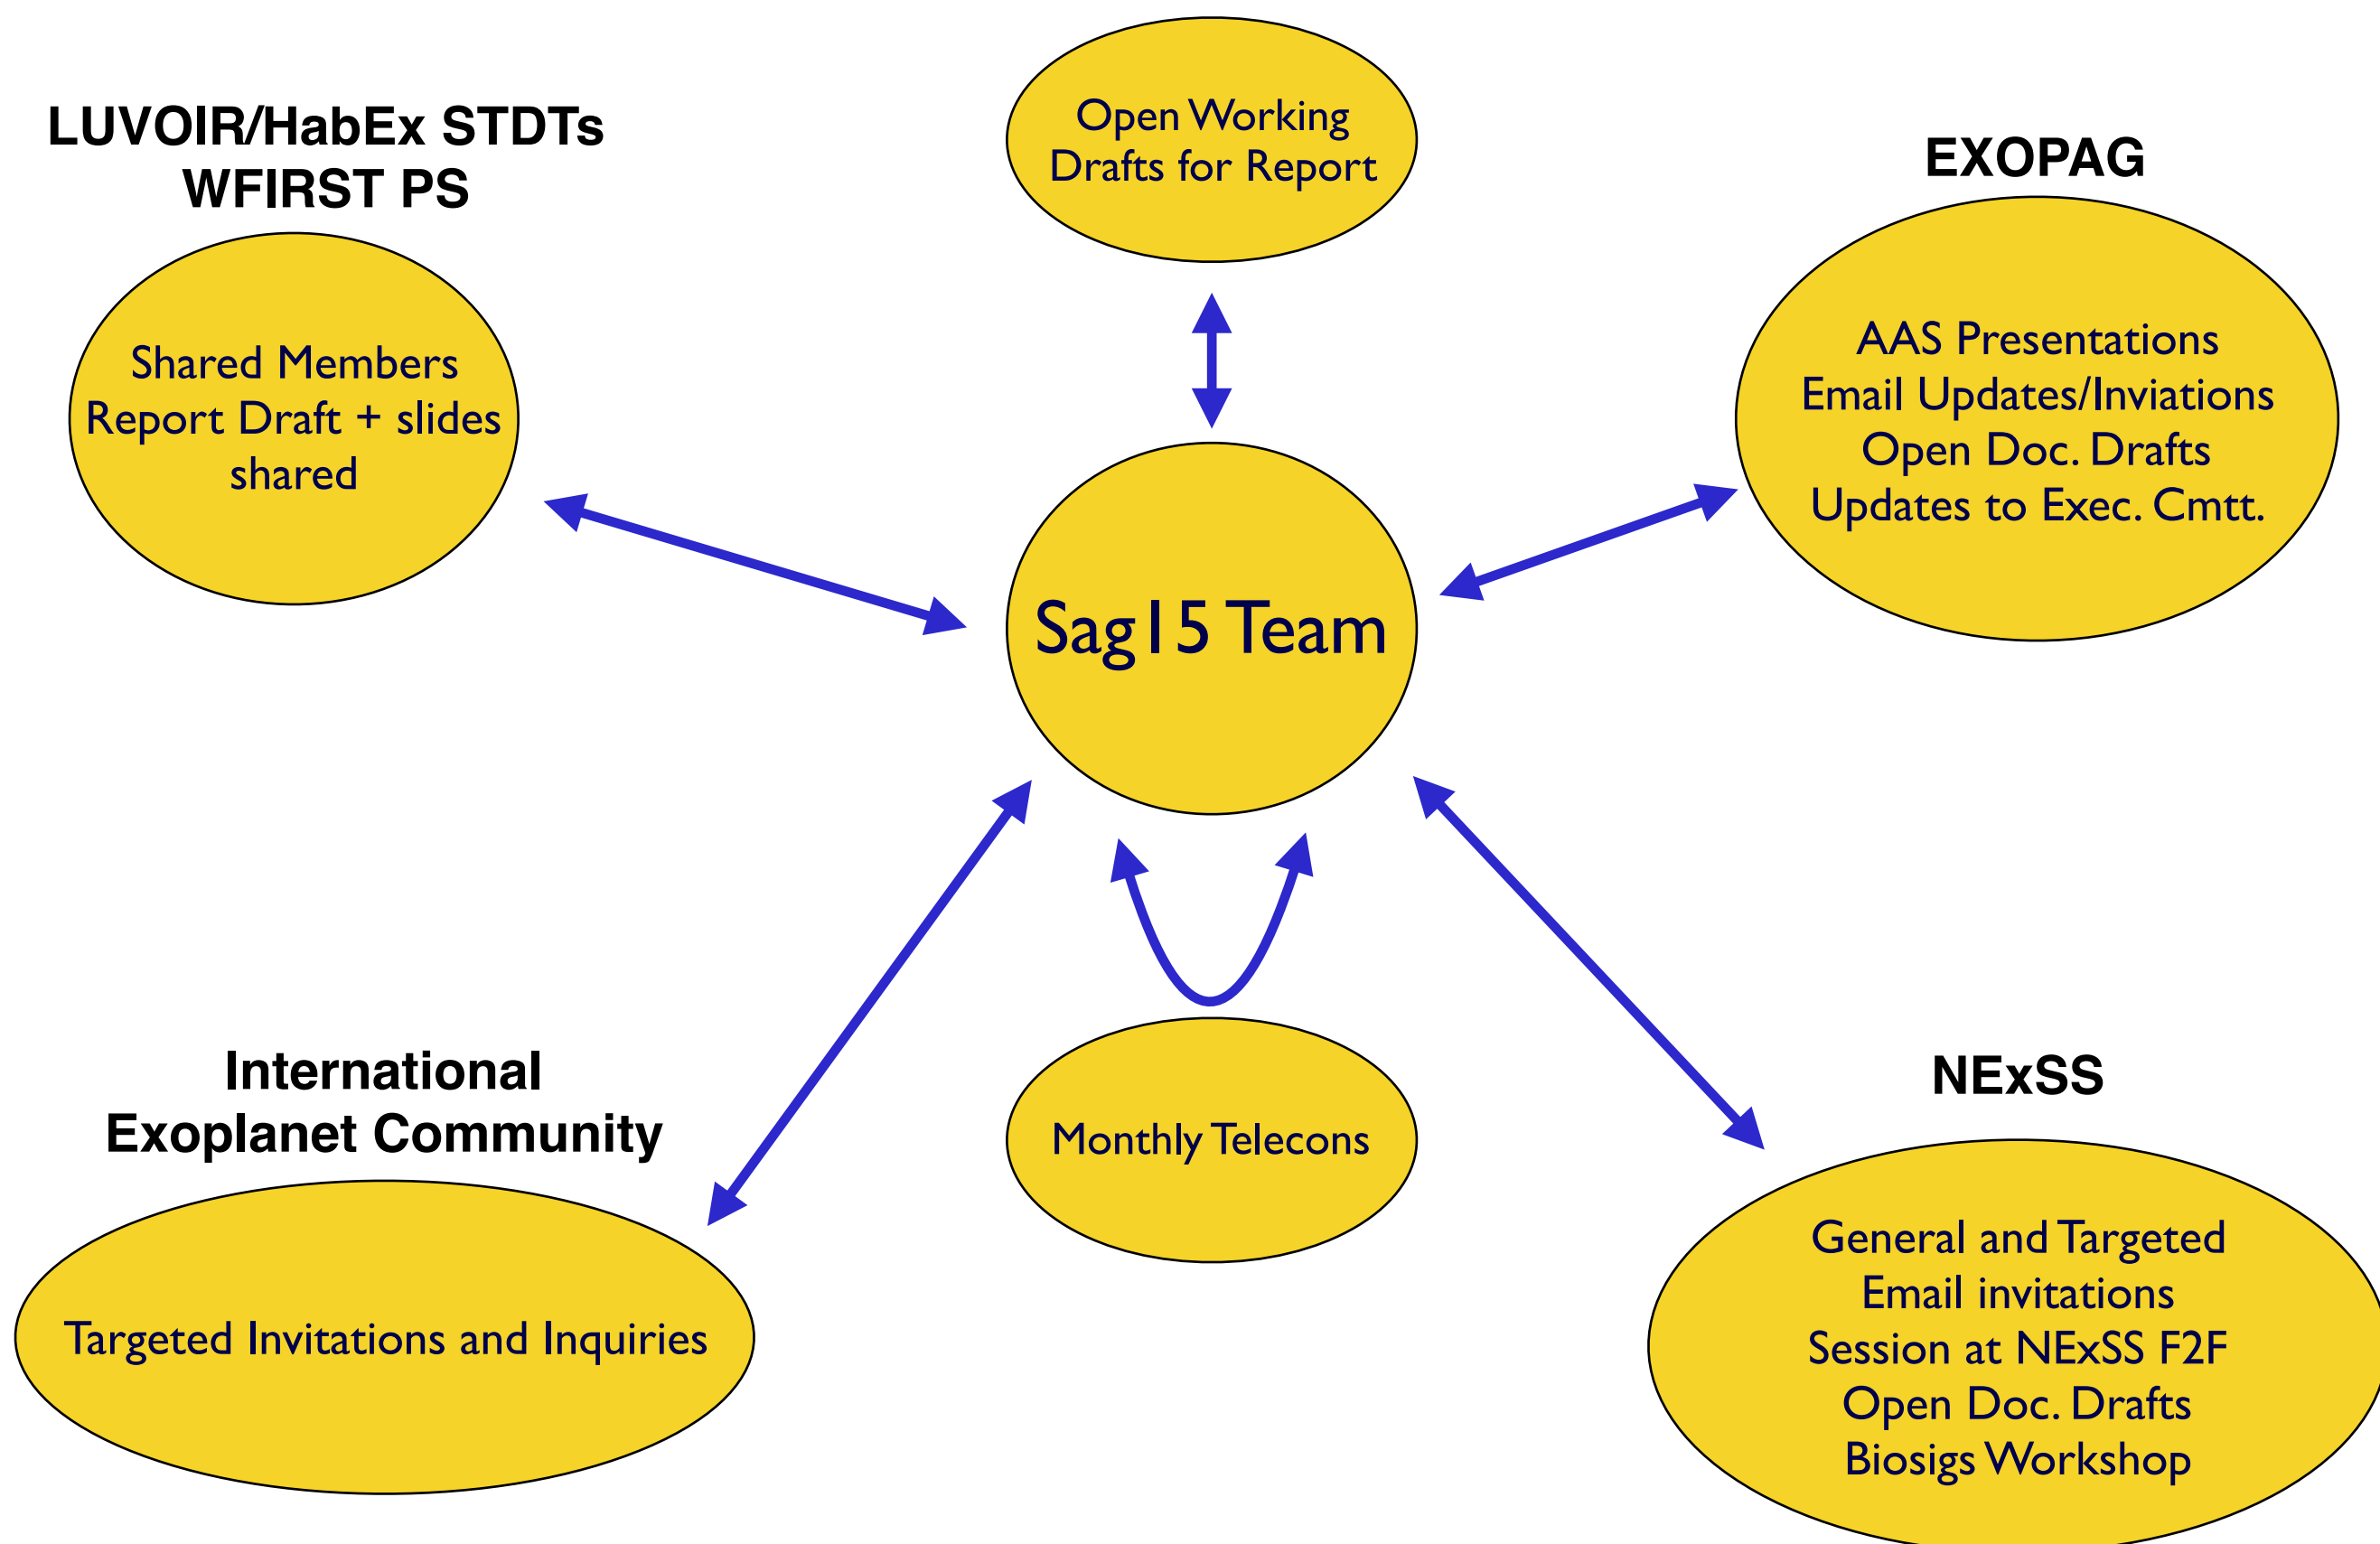 LUVOIR/HabEx STDTs
WFIRST PS
Shared Members
Report Draft + slides
shared
Open Working
Drafts for Report
EXOPAG
AAS Presentations
Email Updates/Inviations
Open Doc. Drafts
Updates to Exec. Cmtt.
Sag15 Team
International
Exoplanet Community
Targeted Invitations and Inquiries
Monthly Telecons
NExSS
General and Targeted
Email invitations
Session at NExSS F2F
Open Doc. Drafts
Biosigs Workshop